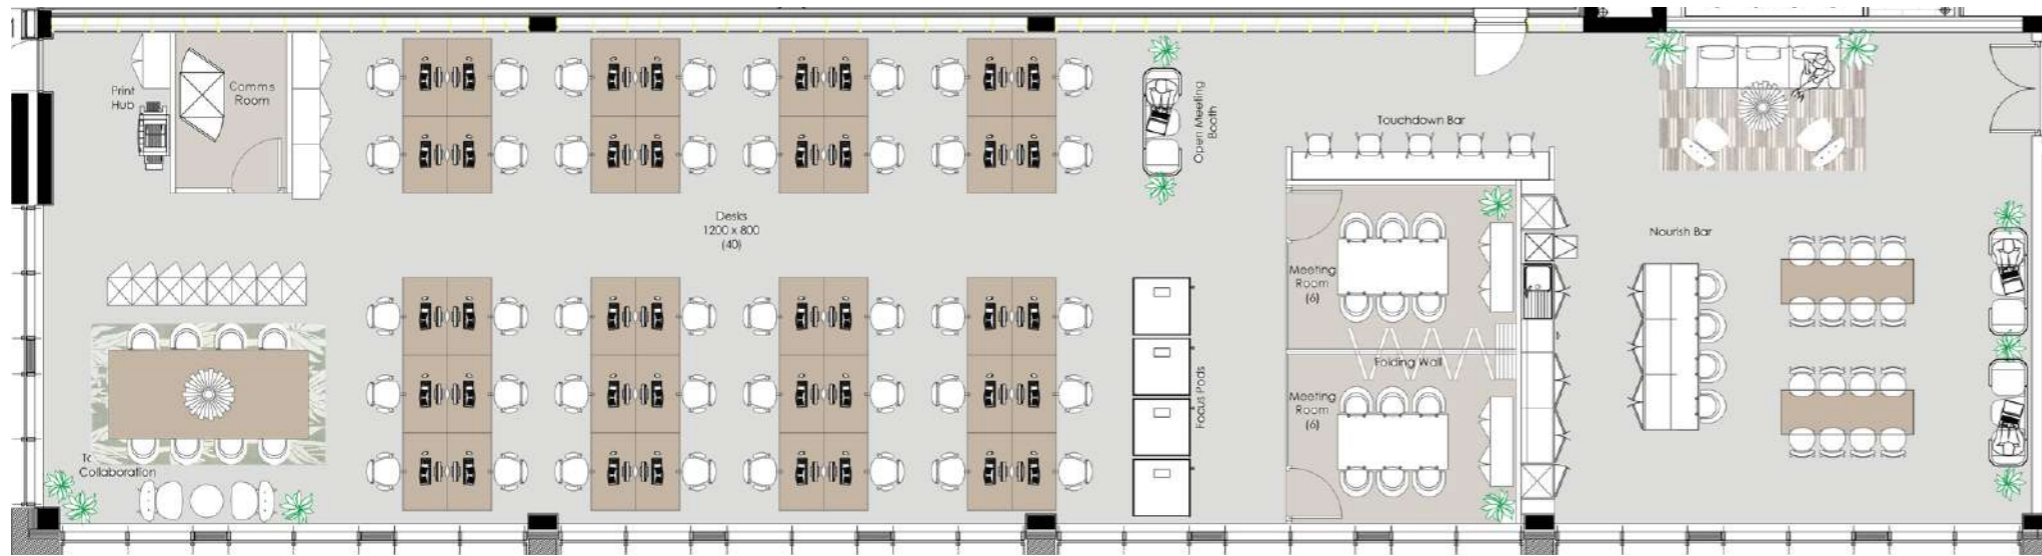 Print
Hub
Comms
Room
Desks
1200 x 800
(40)
Open Meeting
Booth
Touchdown Bar
Nourish Bar
Meeting
Room
(6)
Folding Wall
Meeting
Room
(6)
Focus Pods
Collaboration